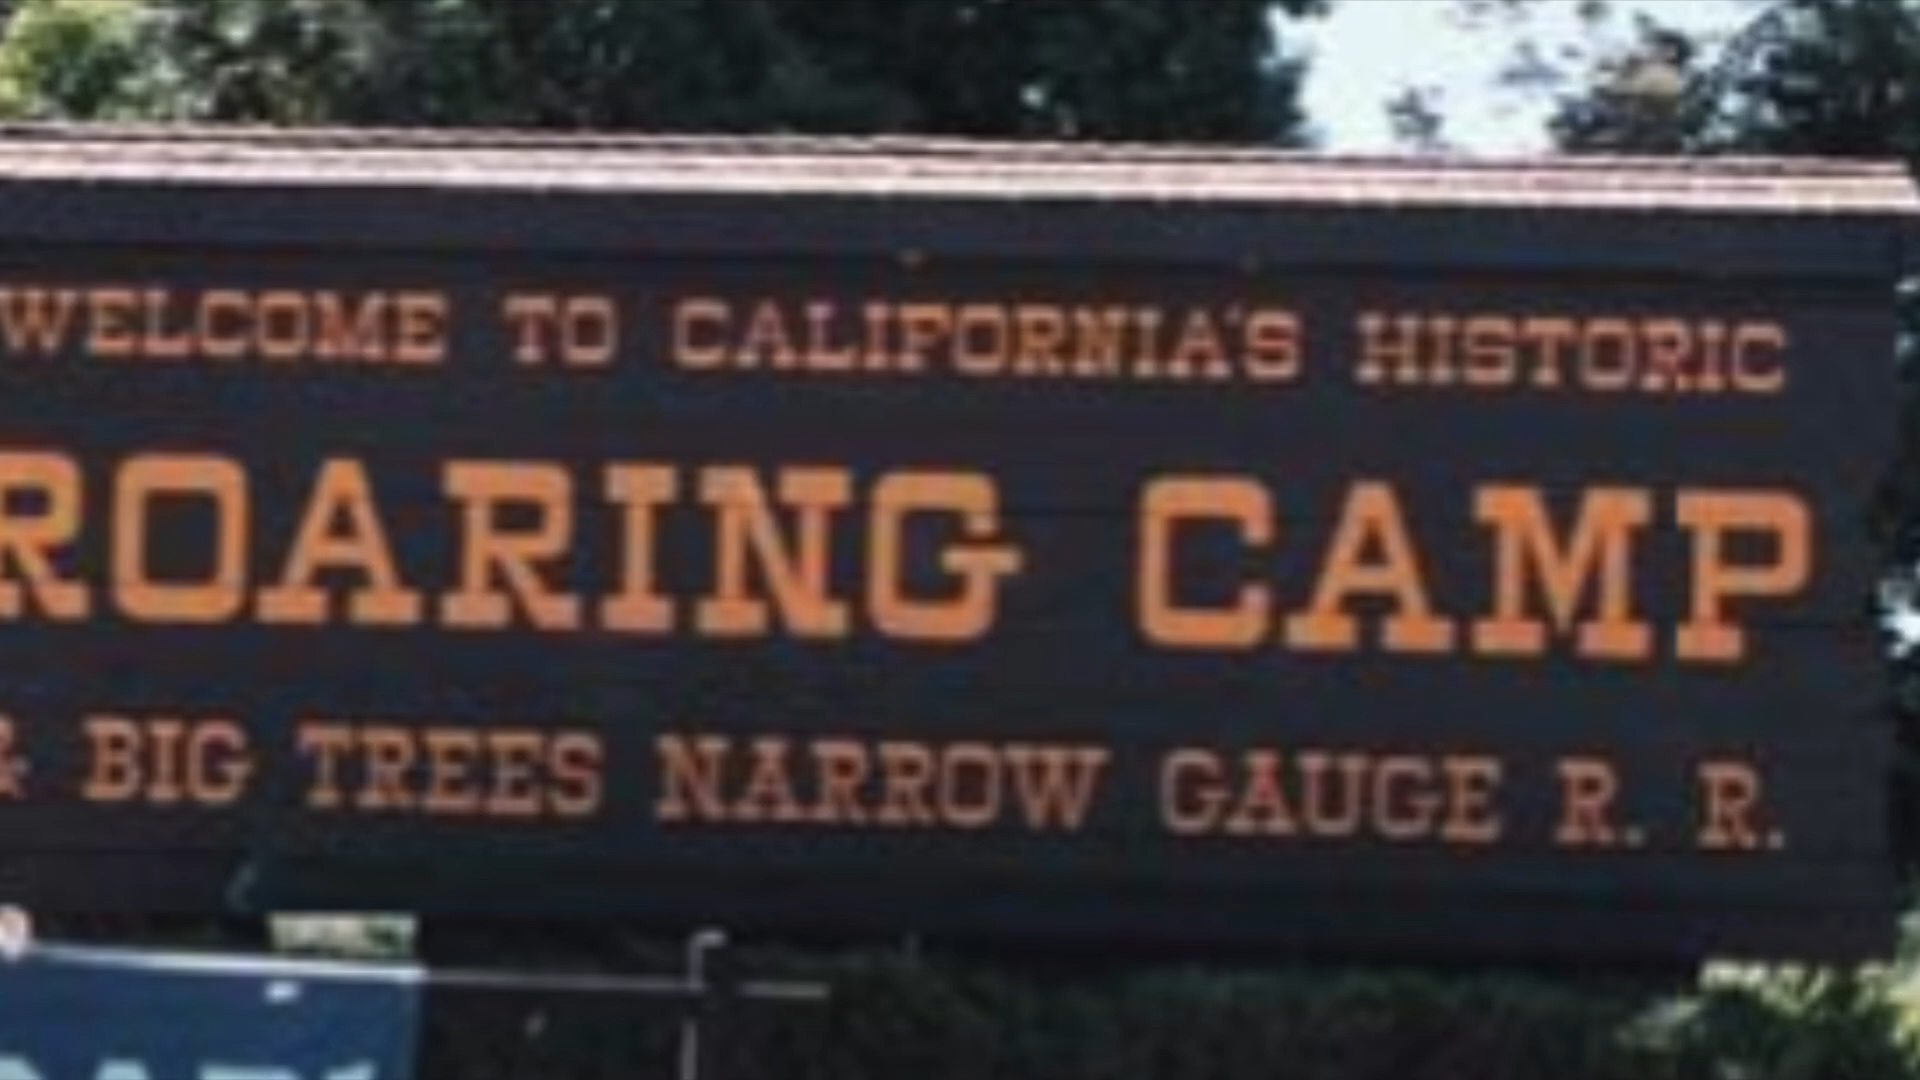 WELCOME TO CALIFORNIA'S HISTORIC
ROARING CAMP
& BIG TREES NARROW GAUGE R. R.